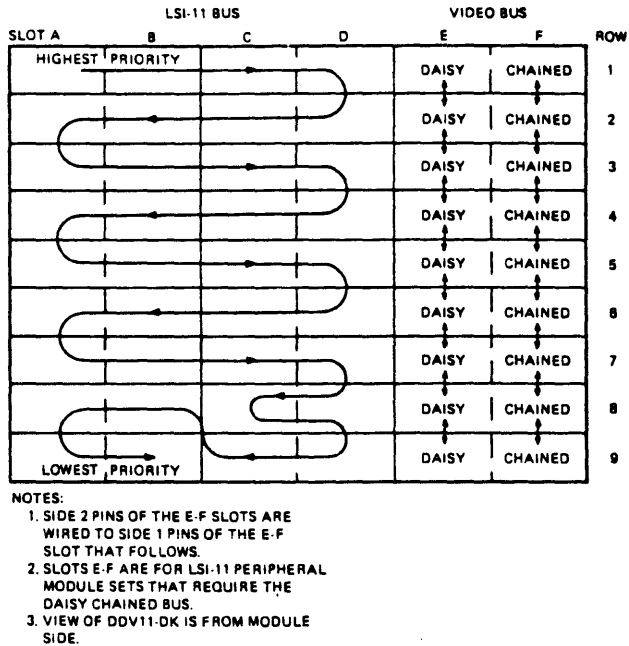 LSI-11 BUS VIDEO BUS
SLOT A B C D E F ROW
HIGHEST PRIORITY DAISY CHAINED 1
DAISY CHAINED 2
DAISY CHAINED 3
DAISY CHAINED 4
DAISY CHAINED 5
DAISY CHAINED 6
DAISY CHAINED 7
DAISY CHAINED 8
LOWEST PRIORITY DAISY CHAINED 9
NOTES:
1. SIDE 2 PINS OF THE E-F SLOTS ARE
WIRED TO SIDE 1 PINS OF THE E-F
SLOT THAT FOLLOWS.
2. SLOTS E-F ARE FOR LSI-11 PERIPHERAL
MODULE SETS THAT REQUIRE THE
DAISY CHAINED BUS.
3. VIEW OF DDV11-DK IS FROM MODULE
SIDE.